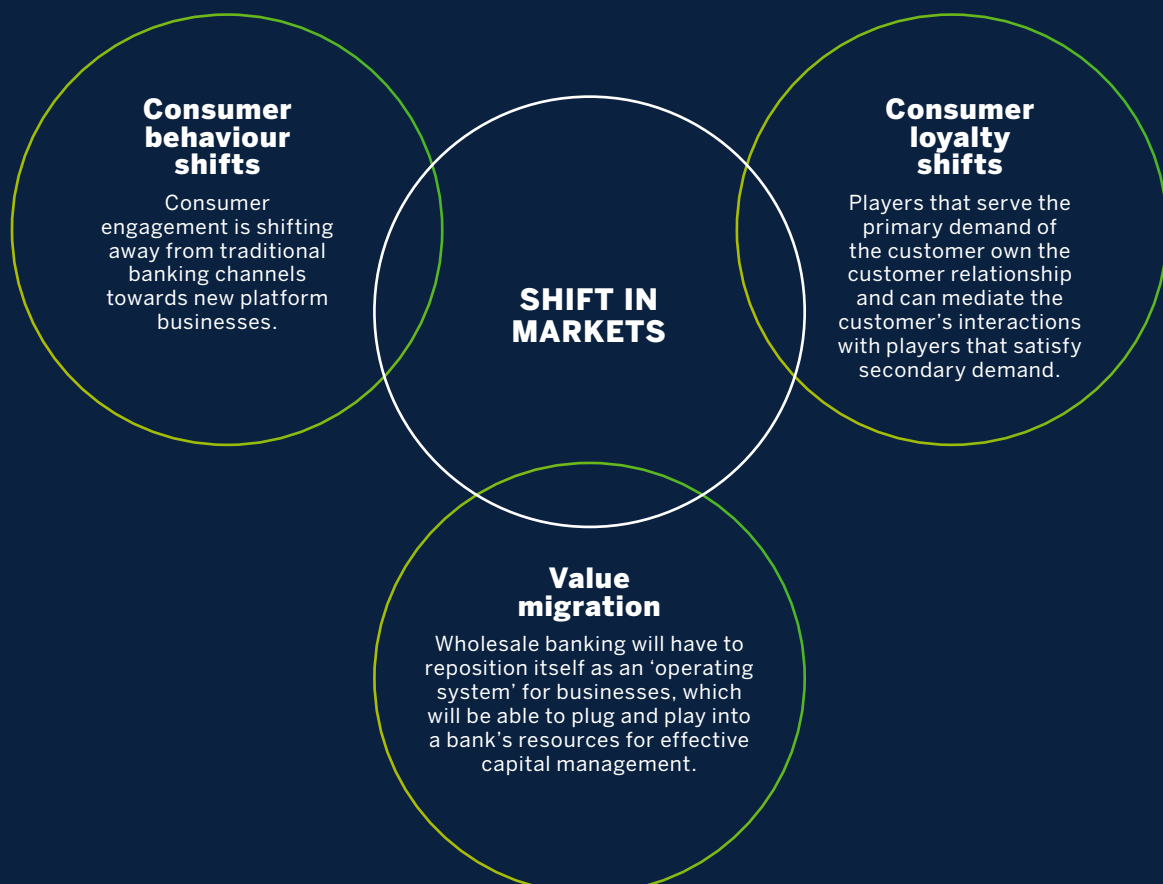 Consumer
behaviour
shifts
Consumer
engagement is shifting
away from traditional
banking channels
towards new platform
businesses.
SHIFT IN
MARKETS
Consumer
loyalty
shifts
Players that serve the
primary demand of
the customer own the
customer relationship
and can mediate the
customer’s interactions
with players that satisfy
secondary demand.
Value
migration
Wholesale banking will have to
reposition itself as an ‘operating
system’ for businesses, which
will be able to plug and play into
a bank’s resources for effective
capital management.